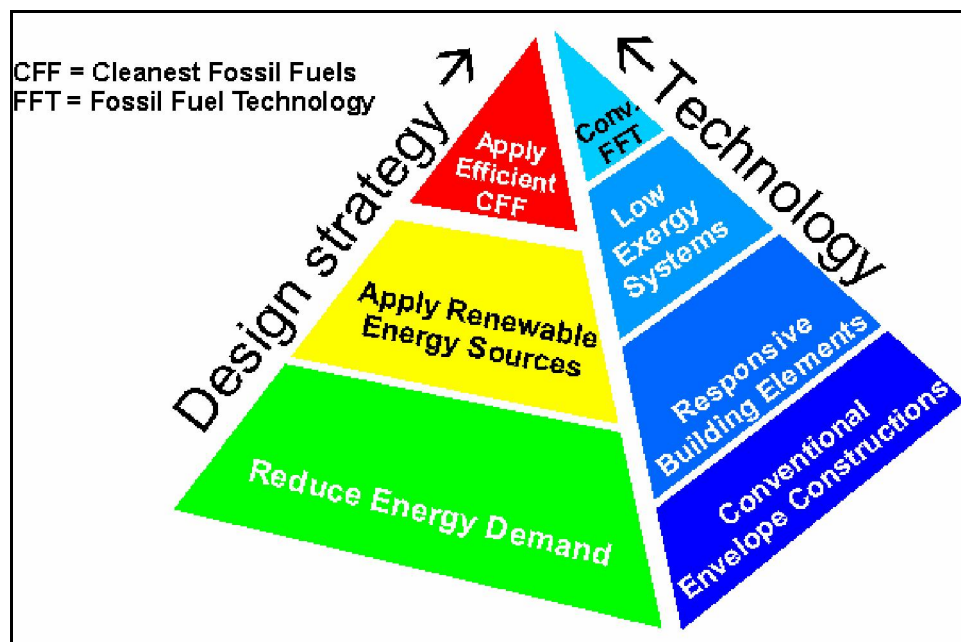 CFF = Cleanest Fossil Fuels
FFT = Fossil Fuel Technology
Design strategy
Technology
Apply
Efficient
CFF
Apply Renewable
Energy Sources
Reduce Energy Demand
Conv.
FFT
Low
Exergy
Systems
Responsive
Building Elements
Conventional
Envelope Constructions